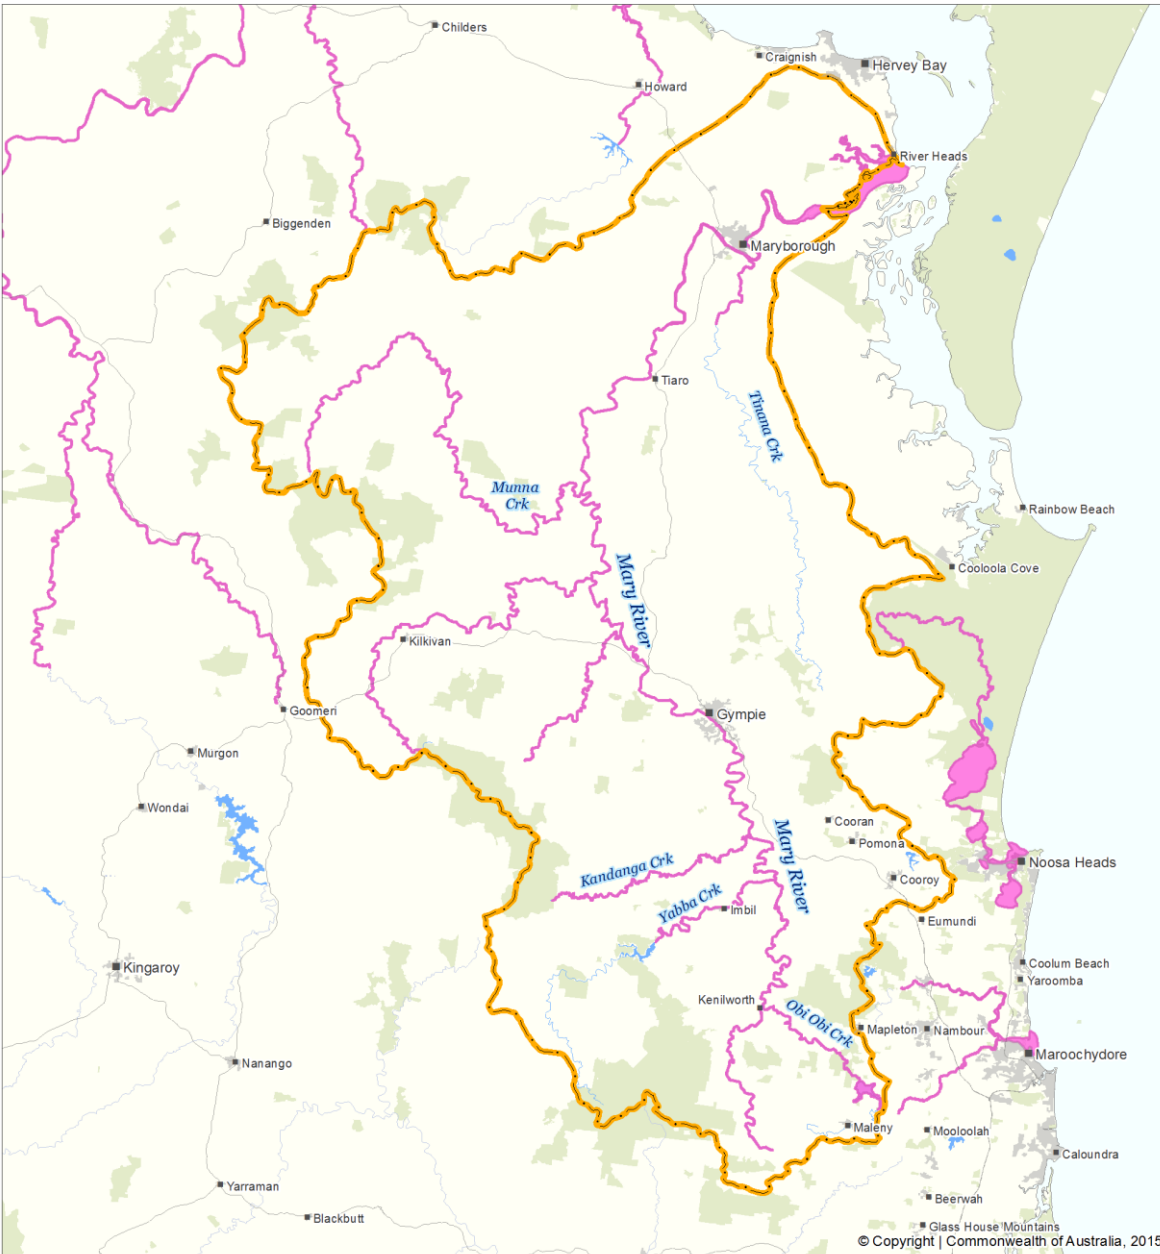 Childers
Craignish
Hervey Bay
Howard
River Heads
Biggenden
Maryborough
Tiaro
Tinana Crk
Munna
Crk
Rainbow Beach
Mary River
Cooloola Cove
Kilkivan
Goomeri
Gympie
Murgon
Wondai
Cooran
Mary River
Pomona
Noosa Heads
Kandanga Crk
Cooroy
Yabba Crk
Imbil
Eumundi
Kingaroy
Coolum Beach
Yaroomba
Kenilworth
Obi Obi Crk
Mapleton
Nambour
Maroochydore
Nanango
Maleny
Mooloolah
Caloundra
Yarraman
Beerwah
Blackbutt
Glass House Mountains
© Copyright | Commonwealth of Australia, 2015